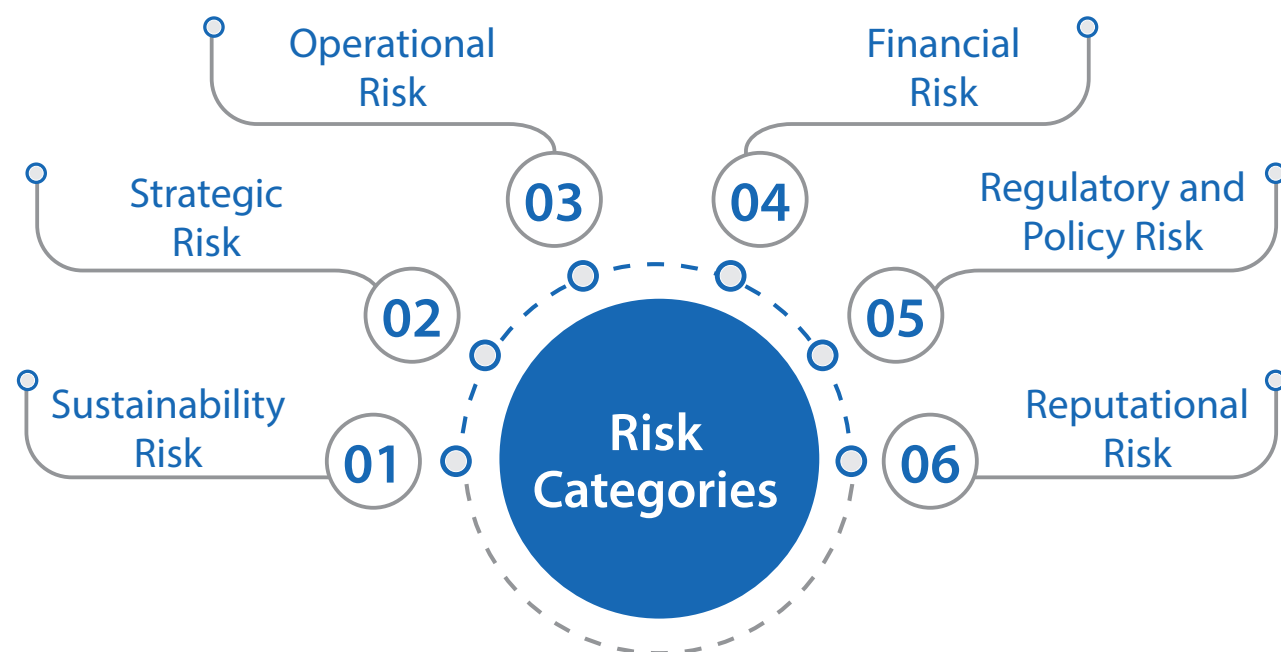 Sustainability
Risk
01
Strategic
Risk
02
Operational
Risk
03
Financial
Risk
04
Regulatory and
Policy Risk
05
Reputational
Risk
06
Risk
Categories